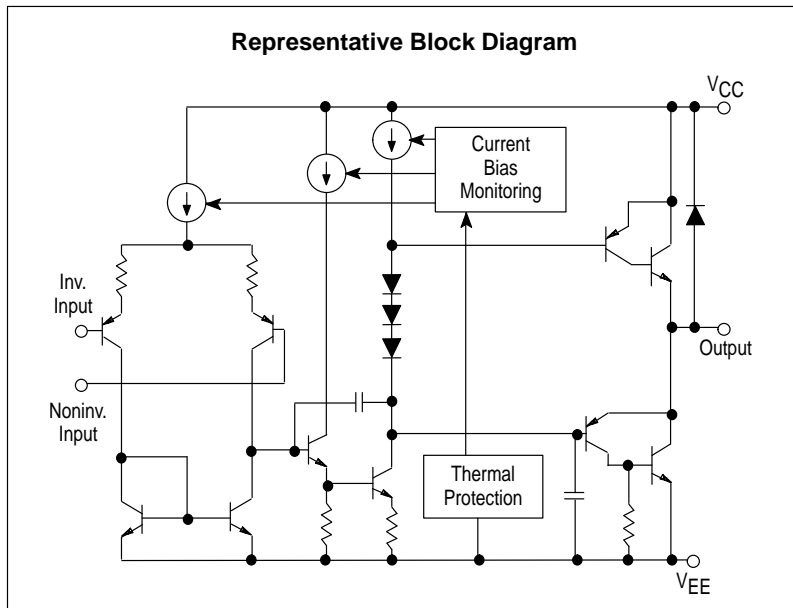 Representative Block Diagram
VCC
Current
Bias
Monitoring
Inv.
Input
Output
Noninv.
Input
Thermal
Protection
VEE